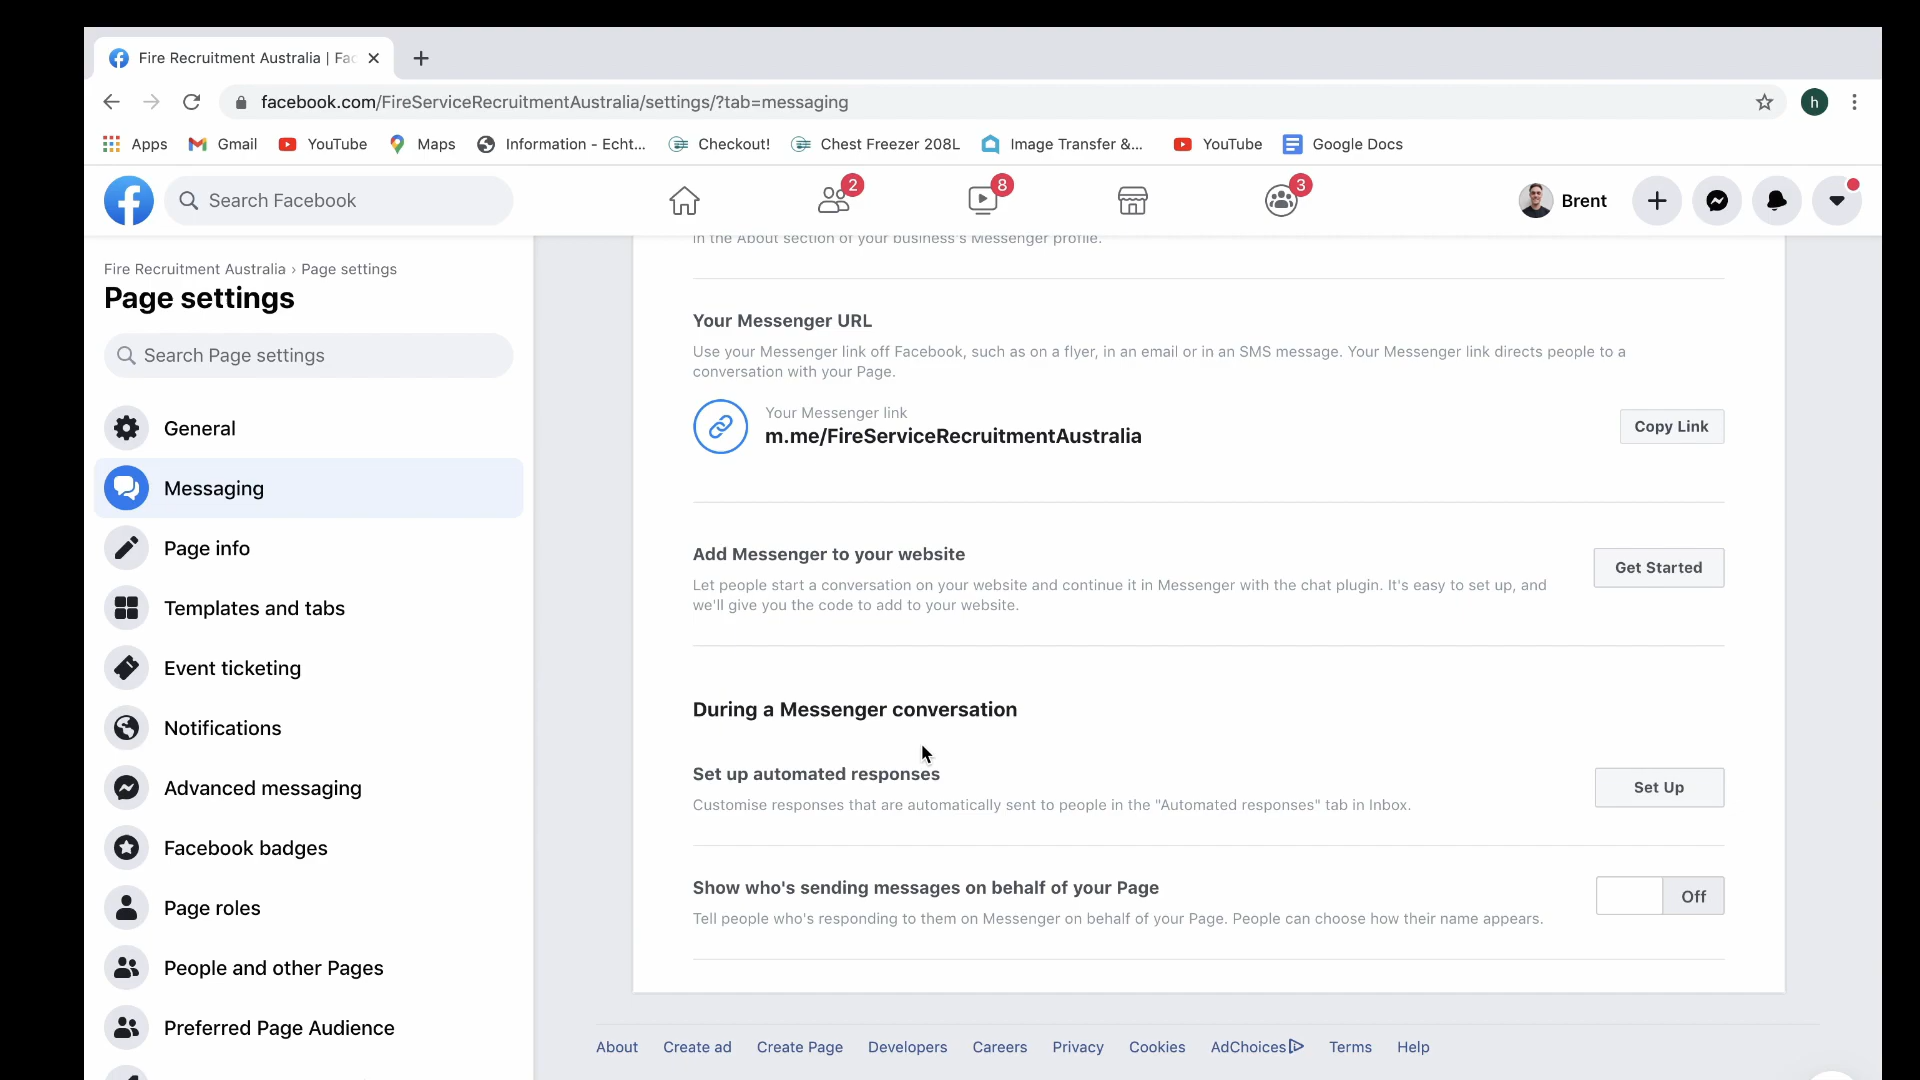 Fire Recruitment Australia | Fac
facebook.com/FireServiceRecruitmentAustralia/settings/?tab=messaging
h
Apps
Gmail
YouTube
Maps
Information - Echt...
Checkout!
Chest Freezer 208L
Image Transfer &...
YouTube
Google Docs
Search Facebook
2
8
3
Brent
Fire Recruitment Australia › Page settings
Page settings
Search Page settings
General
Messaging
Page info
Templates and tabs
Event ticketing
Notifications
Advanced messaging
Facebook badges
Page roles
People and other Pages
Preferred Page Audience
in the About section of your business's Messenger profile.
Your Messenger URL
Use your Messenger link off Facebook, such as on a flyer, in an email or in an SMS message. Your Messenger link directs people to a
conversation with your Page.
Your Messenger link
m.me/FireServiceRecruitmentAustralia
Copy Link
Add Messenger to your website
Let people start a conversation on your website and continue it in Messenger with the chat plugin. It's easy to set up, and
we'll give you the code to add to your website.
Get Started
During a Messenger conversation
Set up automated responses
Customise responses that are automatically sent to people in the "Automated responses" tab in Inbox.
Set Up
Show who's sending messages on behalf of your Page
Tell people who's responding to them on Messenger on behalf of your Page. People can choose how their name appears.
Off
About
Create ad
Create Page
Developers
Careers
Privacy
Cookies
AdChoices
Terms
Help